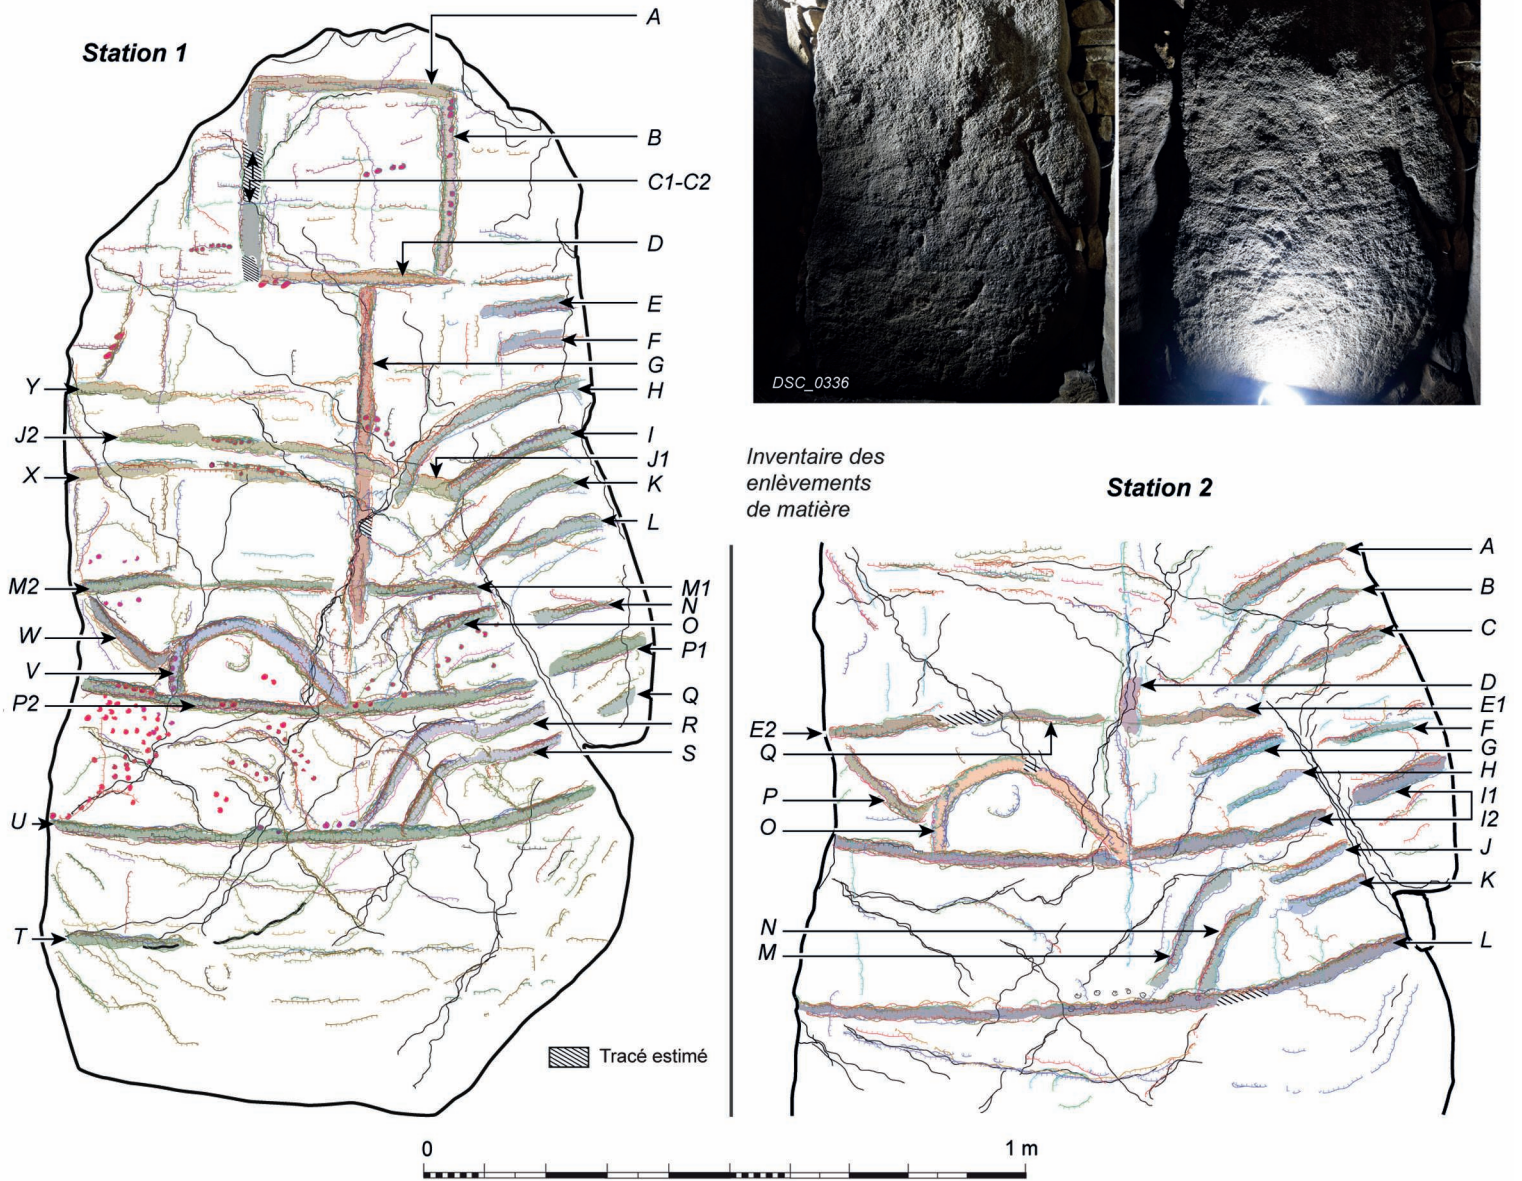 Station 1
A
B
C1-C2
D
E
F
G
H
I
J1
K
L
M1
N
O
P1
Q
R
S
Y
J2
X
M2
W
V
P2
U
T
Tracé estimé
DSC_0336
Inventaire des
enlèvements
de matière
Station 2
A
B
C
D
E1
F
G
H
I1
I2
J
K
L
E2
Q
P
O
N
M
0
1 m